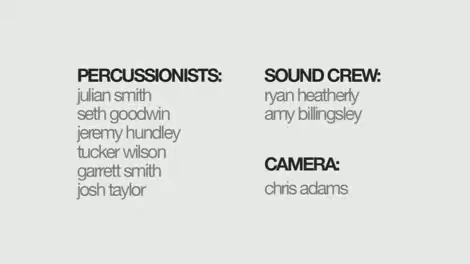 PERCUSSIONISTS:
julian smith
seth goodwin
jeremy hundley
tucker wilson
garrett smith
josh taylor
SOUND CREW:
ryan heatherly
amy billingsley
CAMERA:
chris adams